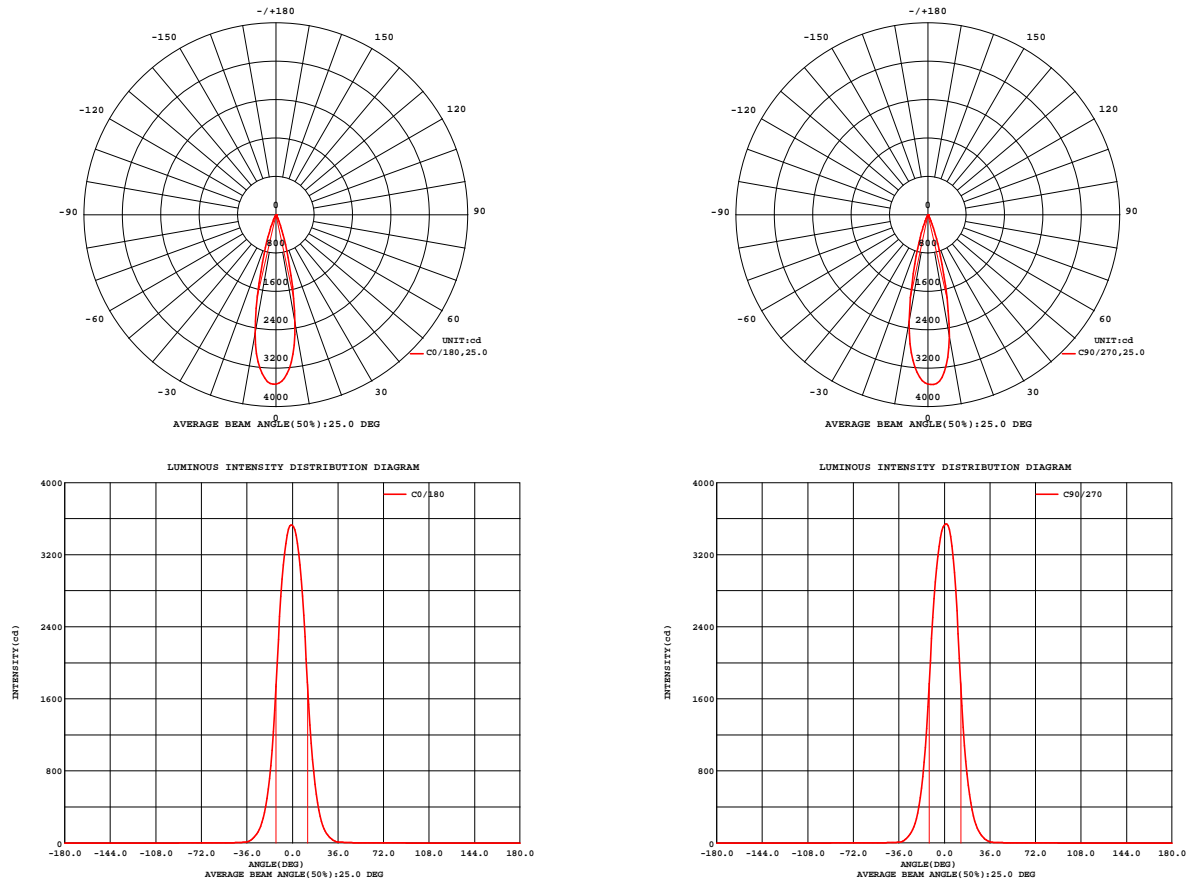 -/+180
-150 150
-120 120
-90 90
-60 60
-30 30
0
800
1600
2400
3200
4000
0
UNIT:cd
C0/180,25.0
AVERAGE BEAM ANGLE(50%):25.0 DEG
-/+180
-150 150
-120 120
-90 90
-60 60
-30 30
0
800
1600
2400
3200
4000
0
UNIT:cd
C90/270,25.0
AVERAGE BEAM ANGLE(50%):25.0 DEG
LUMINOUS INTENSITY DISTRIBUTION DIAGRAM
C0/180
INTENSITY(cd)
4000
3200
2400
1600
800
0
-180.0 -144.0 -108.0 -72.0 -36.0 0.0 36.0 72.0 108.0 144.0 180.0
ANGLE(DEG)
AVERAGE BEAM ANGLE(50%):25.0 DEG
LUMINOUS INTENSITY DISTRIBUTION DIAGRAM
C90/270
INTENSITY(cd)
4000
3200
2400
1600
800
0
-180.0 -144.0 -108.0 -72.0 -36.0 0.0 36.0 72.0 108.0 144.0 180.0
ANGLE(DEG)
AVERAGE BEAM ANGLE(50%):25.0 DEG